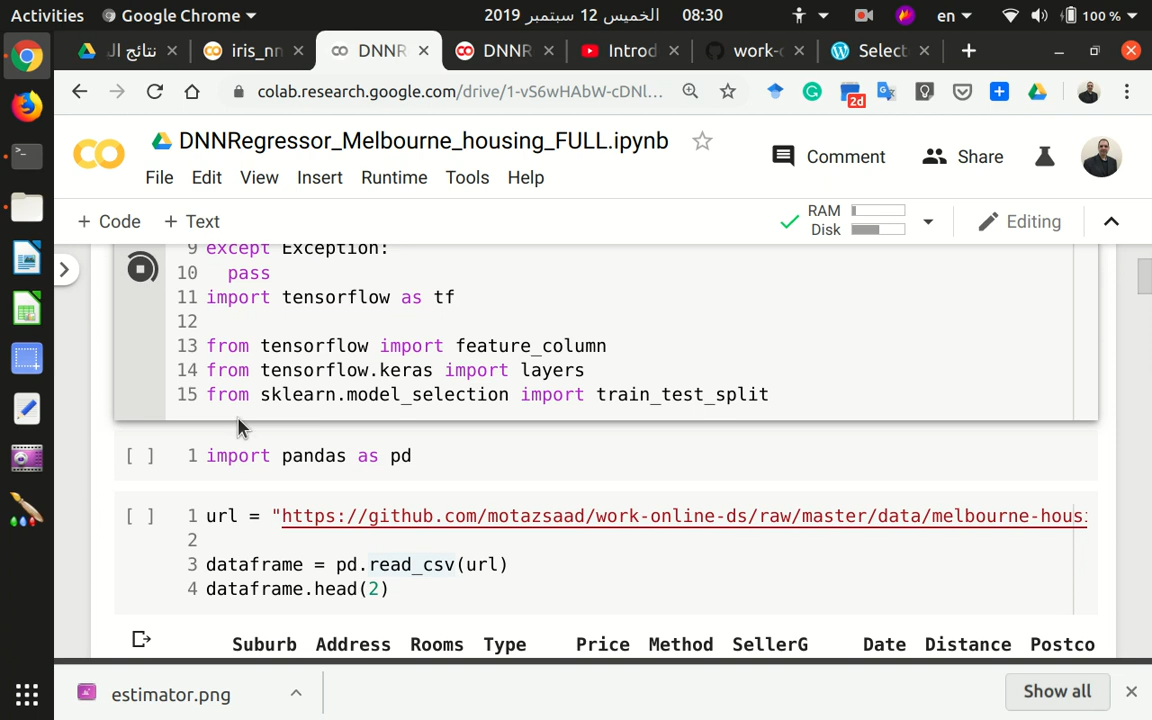 Activities Google Chrome الخميس 12 سبتمبر 2019 08:30 en 100 %
نتائج ال iris_nn DNNR DNNR Introd work- Select
colab.research.google.com/drive/1-vS6wHAbW-cDNl... 2d
DNNRegressor_Melbourne_housing_FULL.ipynb Comment Share
File Edit View Insert Runtime Tools Help
+ Code + Text RAM Disk Editing
9 except Exception:
10 pass
11 import tensorflow as tf
12
13 from tensorflow import feature_column
14 from tensorflow.keras import layers
15 from sklearn.model_selection import train_test_split
[ ] 1 import pandas as pd
[ ] 1 url = "https://github.com/motazsaad/work-online-ds/raw/master/data/melbourne-hous
2
3 dataframe = pd.read_csv(url)
4 dataframe.head(2)
Suburb Address Rooms Type Price Method SellerG Date Distance Postco
estimator.png Show all